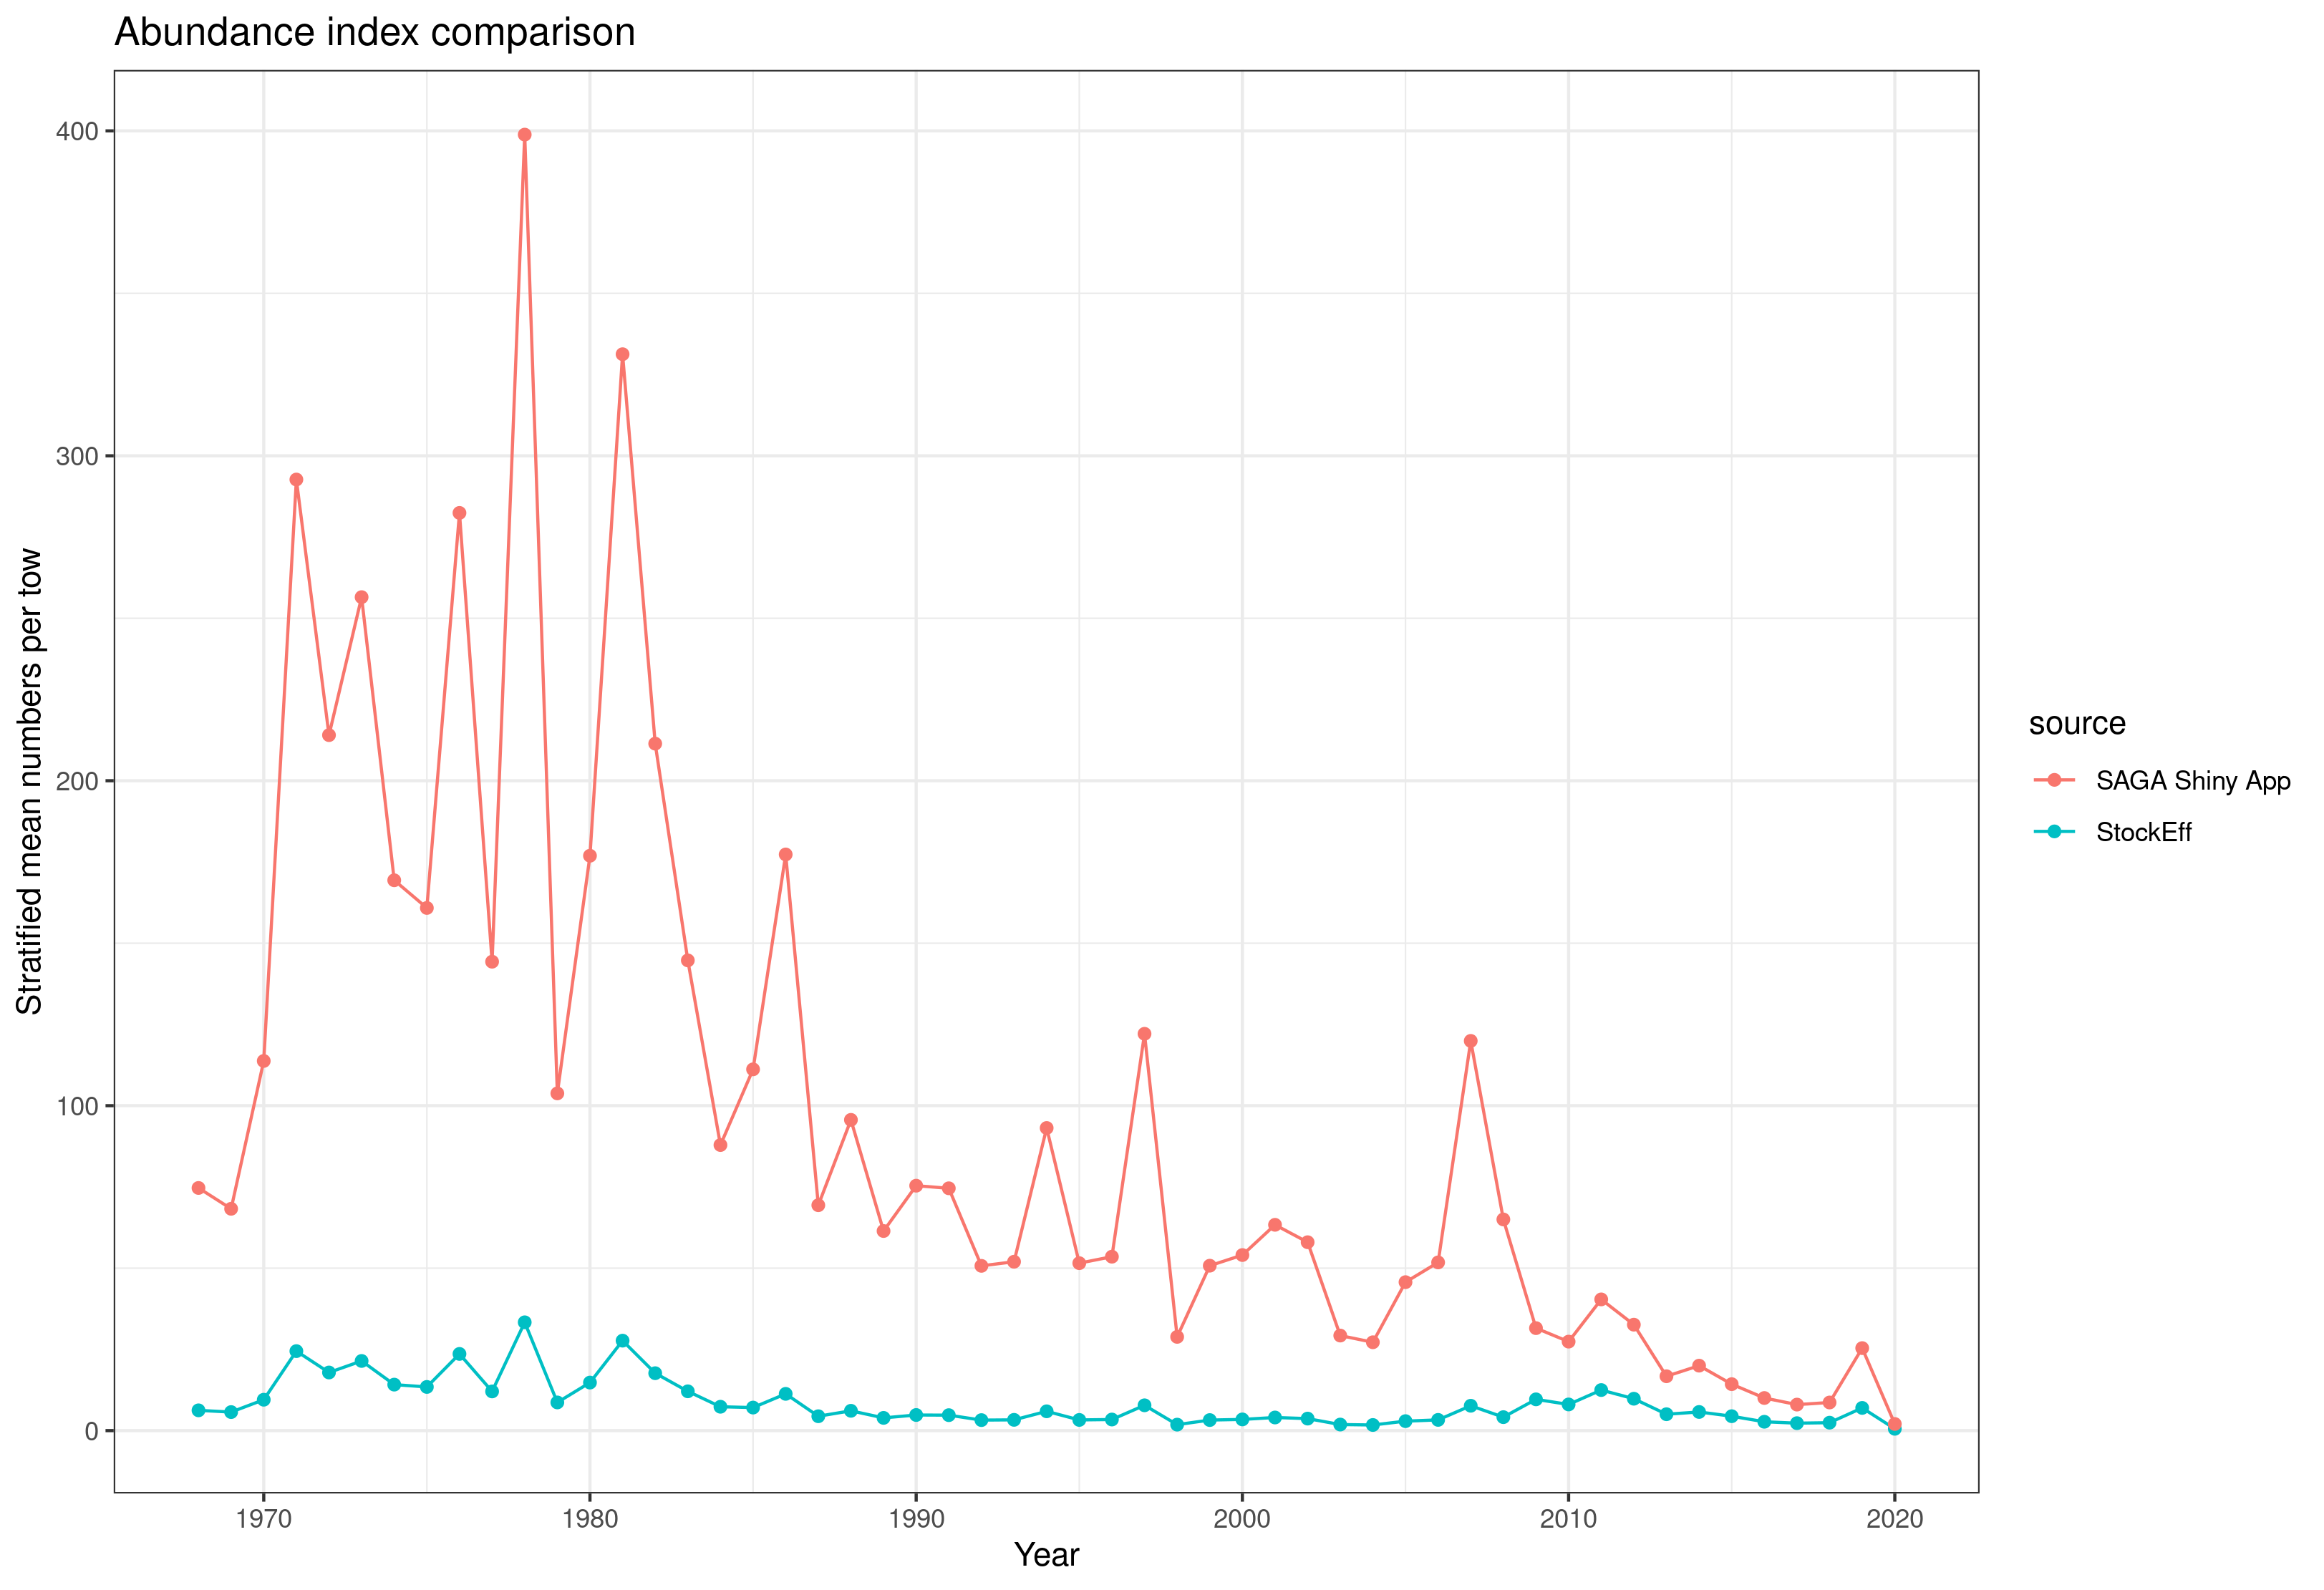 Abundance index comparison
Stratified mean numbers per tow
400
300
200
100
0
1970
1980
1990
2000
2010
2020
Year
source
SAGA Shiny App
StockEff